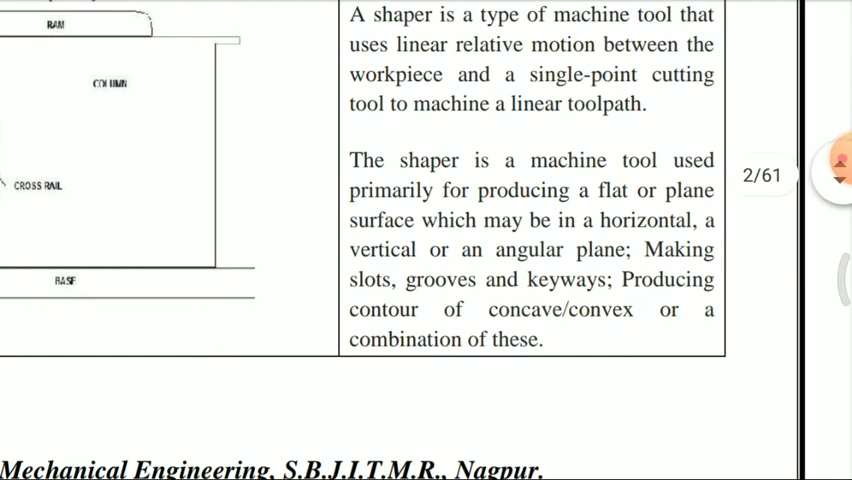 RAM
COLUMN
CROSS RAIL
BASE
A shaper is a type of machine tool that
uses linear relative motion between the
workpiece and a single-point cutting
tool to machine a linear toolpath.
The shaper is a machine tool used
primarily for producing a flat or plane
surface which may be in a horizontal, a
vertical or an angular plane; Making
slots, grooves and keyways; Producing
contour of concave/convex or a
combination of these.
2/61
Mechanical Engineering, S.B.J.I.T.M.R., Nagpur.